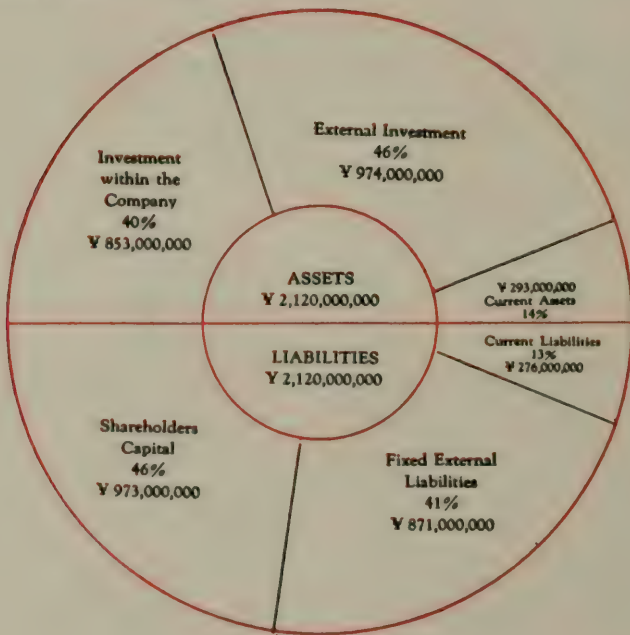 External Investment
46%
¥ 974,000,000
Investment
within the
Company
40%
¥ 853,000,000
ASSETS
¥ 2,120,000,000
¥ 293,000,000
Current Assets
14%
LIABILITIES
¥ 2,120,000,000
Current Liabilities
13%
¥ 276,000,000
Shareholders
Capital
46%
¥ 973,000,000
Fixed External
Liabilities
41%
¥ 871,000,000